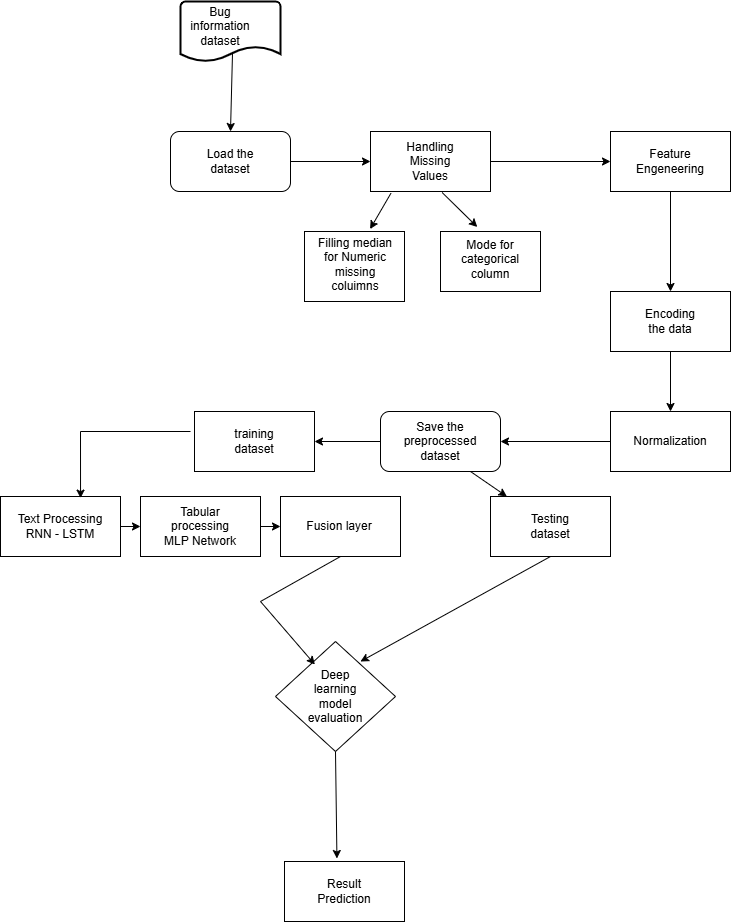 Bug
information
dataset
Load the
dataset
Handling
Missing
Values
Feature
Engeneering
Filling median
for Numeric
missing
coluimns
Mode for
categorical
column
Encoding
the data
training
dataset
Save the
preprocessed
dataset
Normalization
Text Processing
RNN - LSTM
Tabular
processing
MLP Network
Fusion layer
Testing
dataset
Deep
learning
model
evaluation
Result
Prediction